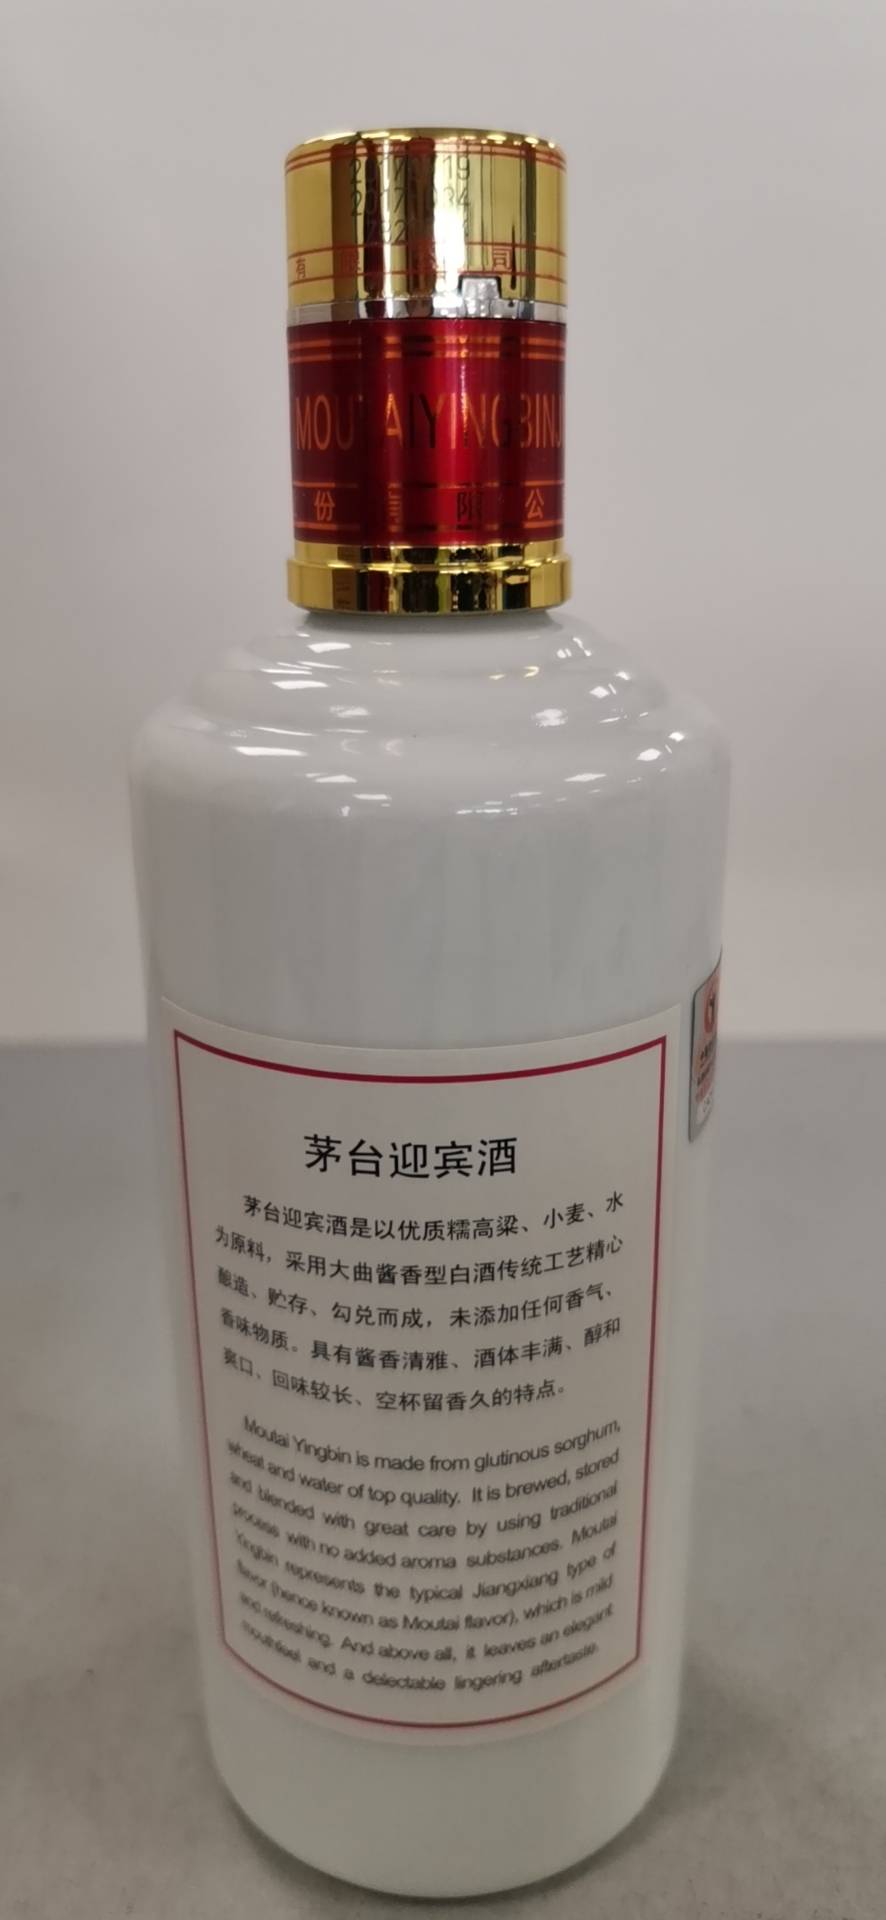 有限公司
MOUTAIYINGBINJ
份有限公
茅台迎宾酒
茅台迎宾酒是以优质糯高粱、小麦、水
为原料，采用大曲酱香型白酒传统工艺精心
酿造、贮存、勾兑而成，未添加任何香气、
香味物质。具有酱香清雅、酒体丰满、醇和
爽口、回味较长、空杯留香久的特点。
Moutai Yingbin is made from glutinous sorghum,
wheat and water of top quality. It is brewed, stored
and blended with great care by using traditional
process with no added aroma substances. Moutai
Yingbin represents the typical Jiangxiang type of
flavor (hence known as Moutai flavor), which is mild
and refreshing. And above all, it leaves an elegant
mouthfeel and a delectable lingering aftertaste.